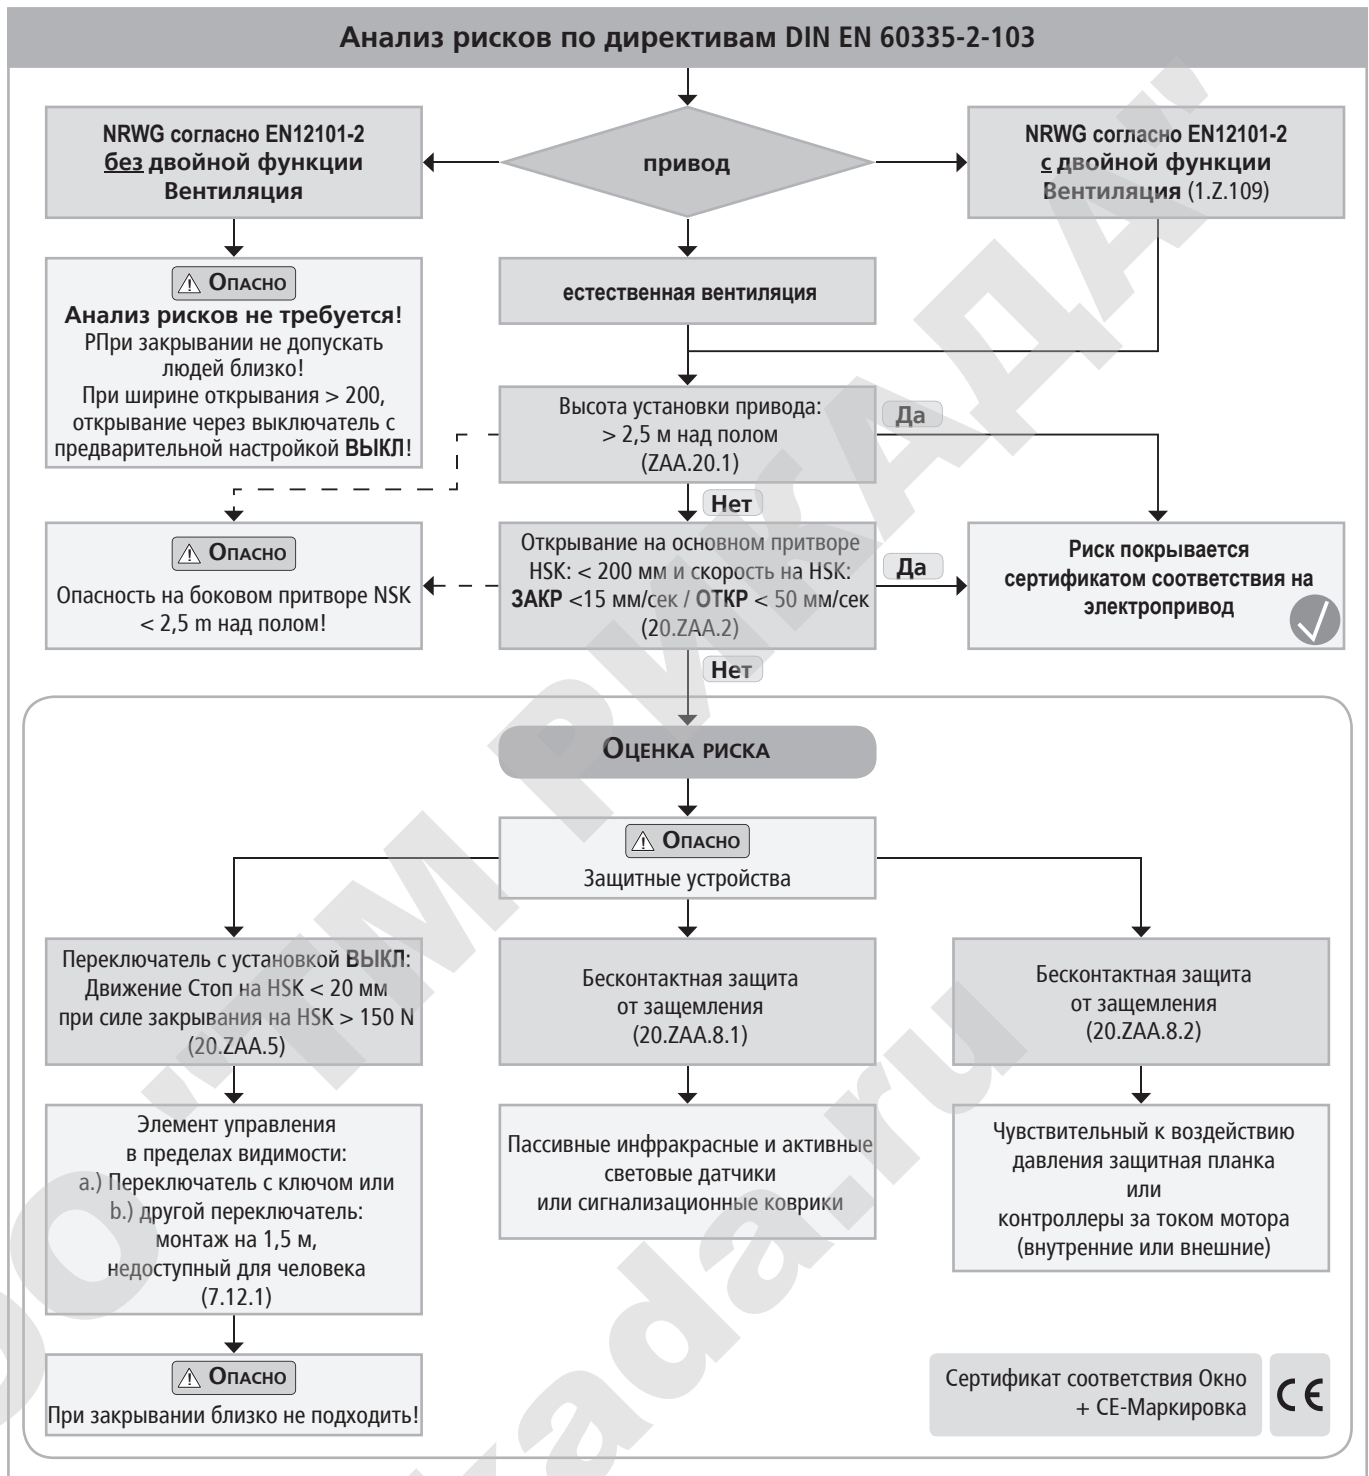 Анализ рисков по директивам DIN EN 60335-2-103
NRWG согласно EN12101-2
без двойной функции
Вентиляция
привод
NRWG согласно EN12101-2
с двойной функции
Вентиляция (1.Z.109)
Опасно
Анализ рисков не требуется!
РПри закрывании не допускать
людей близко!
При ширине открывания > 200,
открывание через выключатель с
предварительной настройкой ВЫКЛ!
естественная вентиляция
Высота установки привода:
> 2,5 м над полом
(ZAA.20.1)
Да
Нет
Опасно
Опасность на боковом притворе NSK
< 2,5 m над полом!
Открывание на основном притворе
HSK: < 200 мм и скорость на HSK:
ЗАКР <15 мм/сек / ОТКР < 50 мм/сек
(20.ZAA.2)
Да
Риск покрывается
сертификатом соответствия на
электропривод
Нет
Оценка риска
Опасно
Защитные устройства
Переключатель с установкой ВЫКЛ:
Движение Стоп на HSK < 20 мм
при силе закрывания на HSK > 150 N
(20.ZAA.5)
Бесконтактная защита
от защемления
(20.ZAA.8.1)
Бесконтактная защита
от защемления
(20.ZAA.8.2)
Элемент управления
в пределах видимости:
a.) Переключатель с ключом или
b.) другой переключатель:
монтаж на 1,5 м,
недоступный для человека
(7.12.1)
Пассивные инфракрасные и активные
световые датчики
или сигнализационные коврики
Чувствительный к воздействию
давления защитная планка
или
контроллеры за током мотора
(внутренние или внешние)
Опасно
При закрывании близко не подходить!
Сертификат соответствия Окно
+ CE-Маркировка
CE
ОО "ТМ РИКАДА"
kada.ru